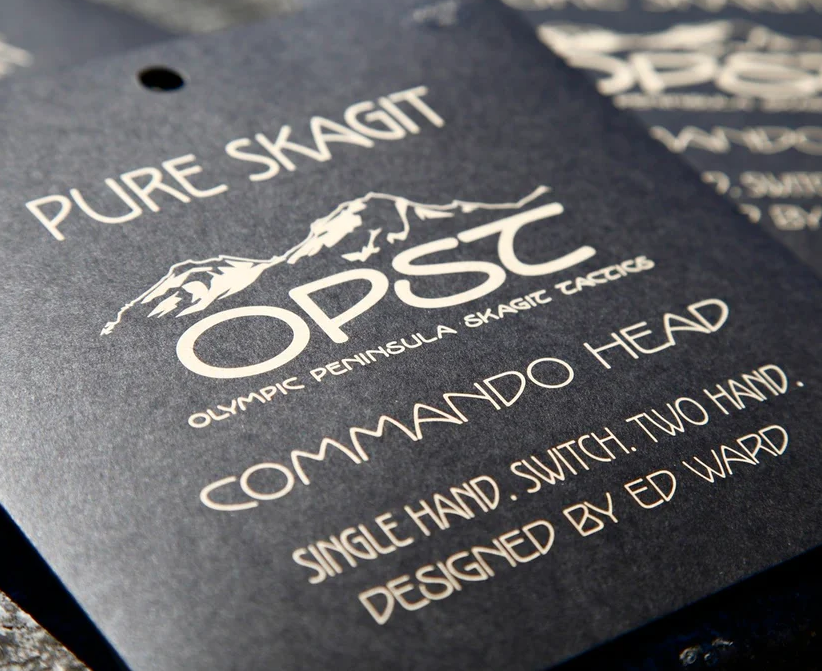 PURE SKAGIT
OPST
OLYMPIC PENINSULA SKAGIT TACTICS
COMMANDO HEAD
SINGLE HAND. SWITCH. TWO HAND.
DESIGNED BY ED WARD